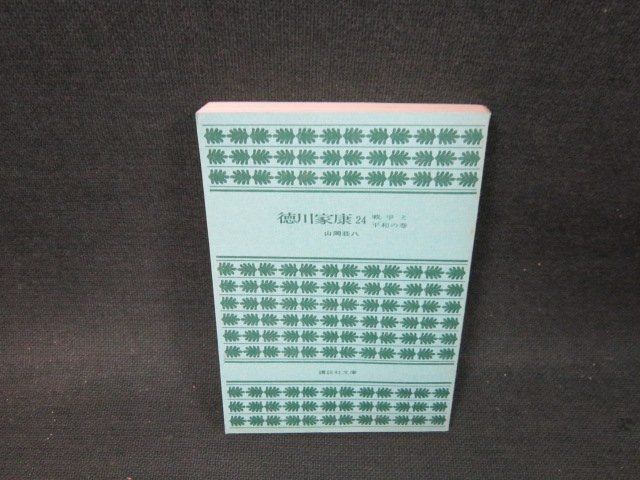 徳川家康 24 戦争と
平和の巻
山岡荘八
講談社文庫